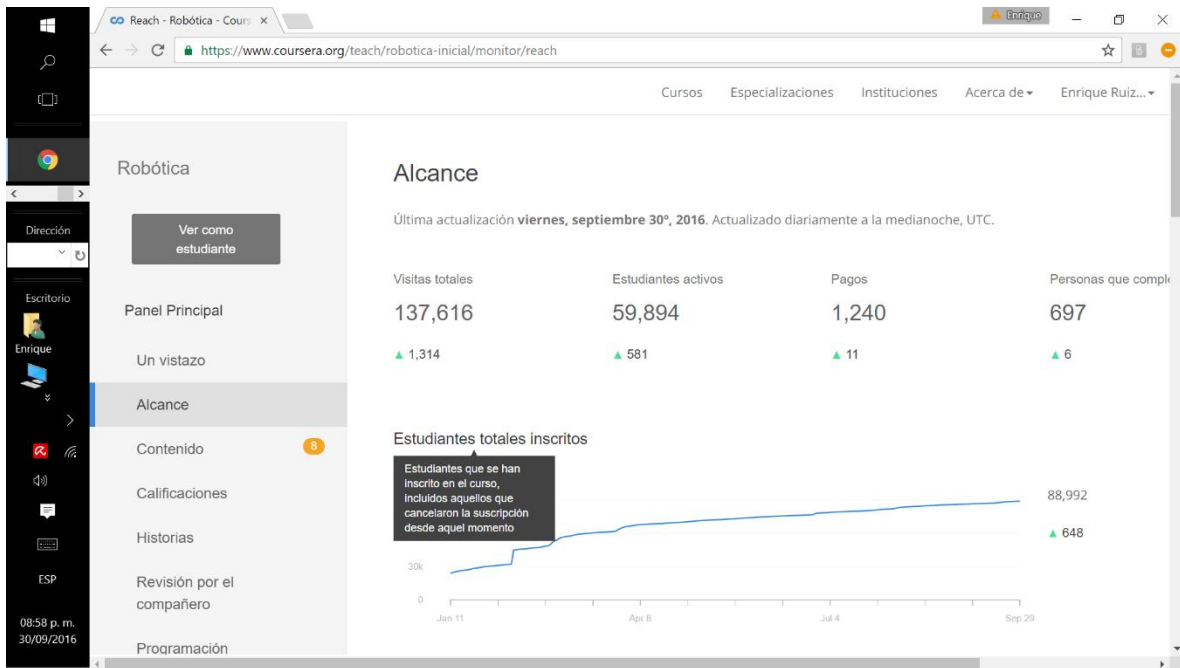 Reach - Robótica - Cours
Enrique
https://www.coursera.org/teach/robotica-inicial/monitor/reach
Cursos Especializaciones Instituciones Acerca de Enrique Ruiz...
Dirección
Escritorio
Enrique
ESP
08:58 p. m.
30/09/2016
Robótica
Ver como
estudiante
Panel Principal
Un vistazo
Alcance
Contenido 8
Calificaciones
Historias
Revisión por el
compañero
Programación
Alcance
Última actualización viernes, septiembre 30º, 2016. Actualizado diariamente a la medianoche, UTC.
Visitas totales Estudiantes activos Pagos Personas que comple
137,616 59,894 1,240 697
▲ 1,314 ▲ 581 ▲ 11 ▲ 6
Estudiantes totales inscritos
Estudiantes que se han
inscrito en el curso,
incluidos aquellos que
cancelaron la suscripción
desde aquel momento
88,992
▲ 648
30k
0
Jan 11 Apr 8 Jul 4 Sep 29